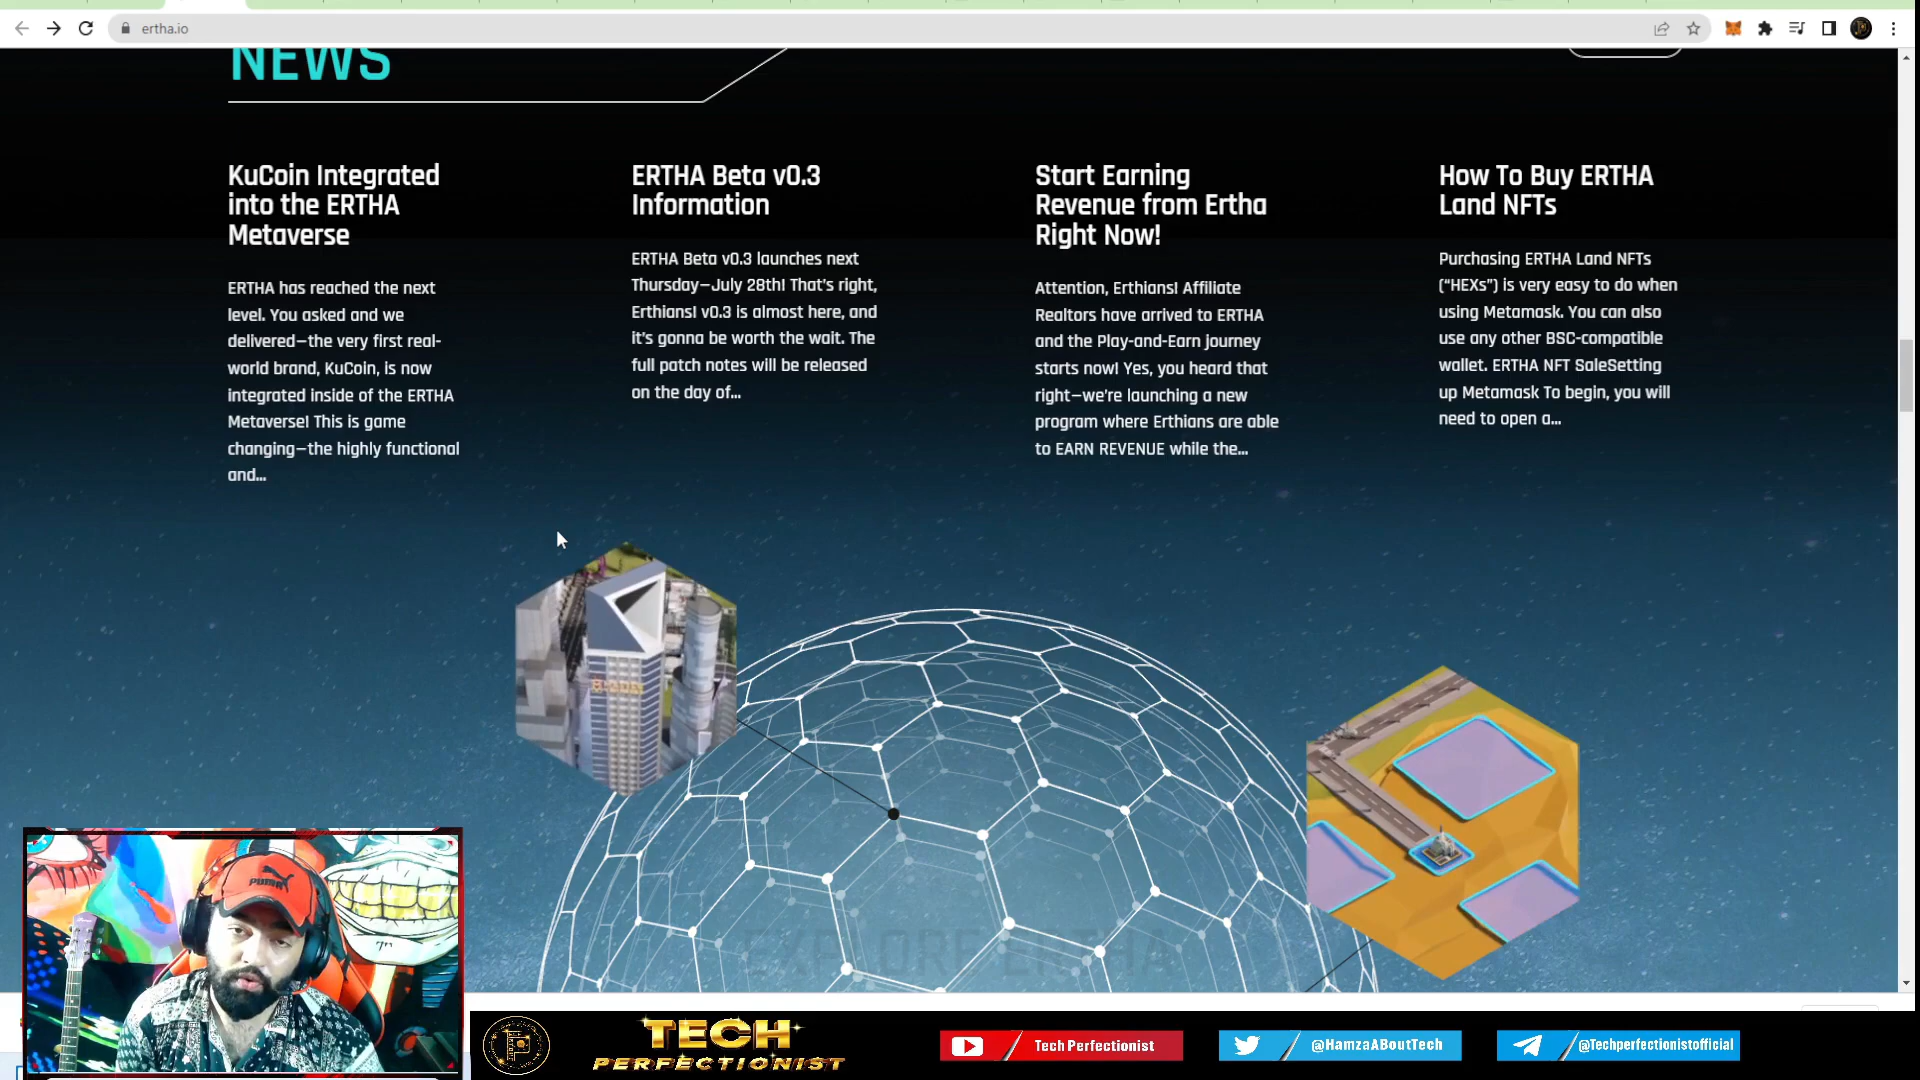 ertha.io
NEWS
KuCoin Integrated
into the ERTHA
Metaverse
ERTHA has reached the next
level. You asked and we
delivered—the very first real-
world brand, KuCoin, is now
integrated inside of the ERTHA
Metaverse! This is game
changing—the highly functional
and...
ERTHA Beta v0.3
Information
ERTHA Beta v0.3 launches next
Thursday—July 28th! That's right,
Erthians! v0.3 is almost here, and
it's gonna be worth the wait. The
full patch notes will be released
on the day of...
Start Earning
Revenue from Ertha
Right Now!
Attention, Erthians! Affiliate
Realtors have arrived to ERTHA
and the Play-and-Earn journey
starts now! Yes, you heard that
right—we're launching a new
program where Erthians are able
to EARN REVENUE while the...
How To Buy ERTHA
Land NFTs
Purchasing ERTHA Land NFTs
("HEXs") is very easy to do when
using Metamask. You can also
use any other BSC-compatible
wallet. ERTHA NFT SaleSetting
up Metamask To begin, you will
need to open a...
PUMA
TECH
PERFECTIONIST
Tech Perfectionist
@HamzaABoutTech
@Techperfectionistofficial